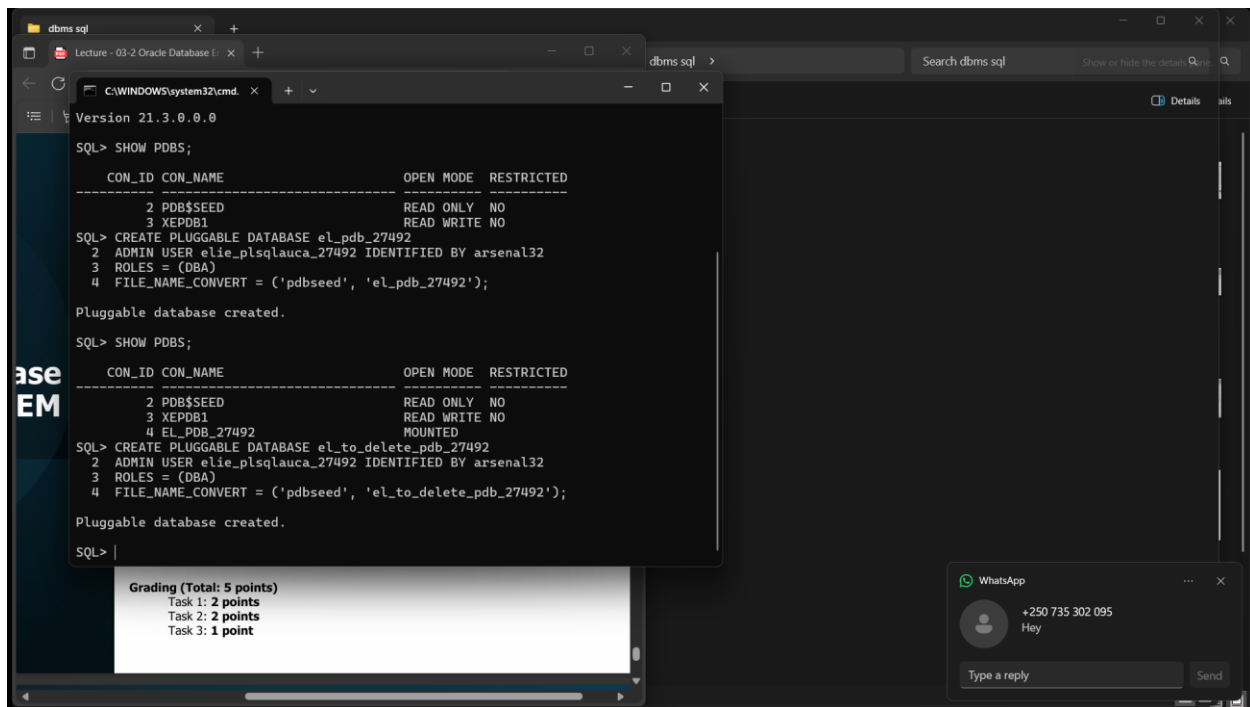 dbms sql
Lecture - 03-2 Oracle Database E
dbms sql >
Search dbms sql
Show or hide the details pane.
Details
ails
C:\WINDOWS\system32\cmd.
Version 21.3.0.0.0
SQL> SHOW PDBS;
CON_ID CON_NAME OPEN MODE RESTRICTED
---------- ------------------------------ ---------- ----------
2 PDB$SEED READ ONLY NO
3 XEPDB1 READ WRITE NO
SQL> CREATE PLUGGABLE DATABASE el_pdb_27492
2 ADMIN USER elie_plsqlauca_27492 IDENTIFIED BY arsenal32
3 ROLES = (DBA)
4 FILE_NAME_CONVERT = ('pdbseed', 'el_pdb_27492');
Pluggable database created.
SQL> SHOW PDBS;
CON_ID CON_NAME OPEN MODE RESTRICTED
---------- ------------------------------ ---------- ----------
2 PDB$SEED READ ONLY NO
3 XEPDB1 READ WRITE NO
4 EL_PDB_27492 MOUNTED
SQL> CREATE PLUGGABLE DATABASE el_to_delete_pdb_27492
2 ADMIN USER elie_plsqlauca_27492 IDENTIFIED BY arsenal32
3 ROLES = (DBA)
4 FILE_NAME_CONVERT = ('pdbseed', 'el_to_delete_pdb_27492');
Pluggable database created.
SQL>
ase
EM
Grading (Total: 5 points)
Task 1: 2 points
Task 2: 2 points
Task 3: 1 point
WhatsApp
+250 735 302 095
Hey
Type a reply
Send